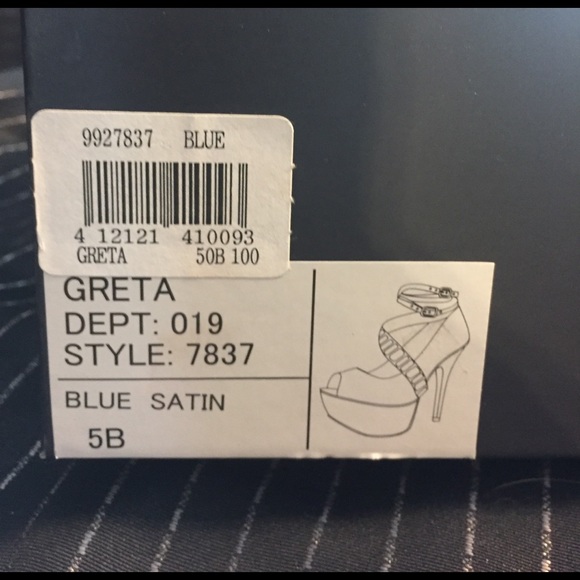 9927837 BLUE
4 12121 410093
GRETA 50B 100
GRETA
DEPT: 019
STYLE: 7837
BLUE SATIN
5B